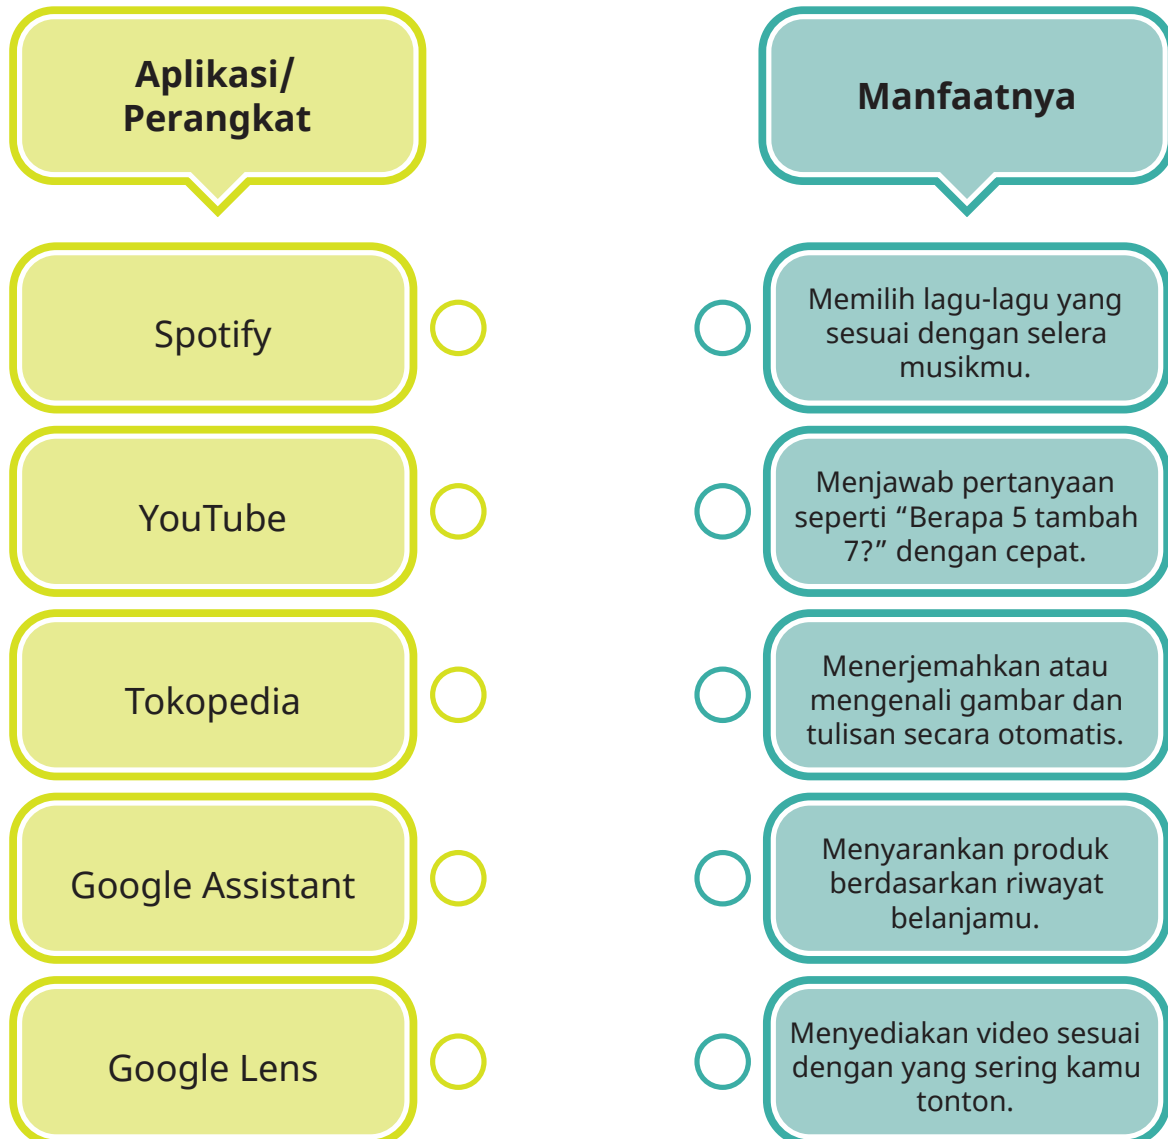 Aplikasi/
Perangkat
Manfaatnya
Spotify
Memilih lagu-lagu yang
sesuai dengan selera
musikmu.
YouTube
Menjawab pertanyaan
seperti “Berapa 5 tambah
7?” dengan cepat.
Tokopedia
Menerjemahkan atau
mengenali gambar dan
tulisan secara otomatis.
Google Assistant
Menyarankan produk
berdasarkan riwayat
belanjamu.
Google Lens
Menyediakan video sesuai
dengan yang sering kamu
tonton.